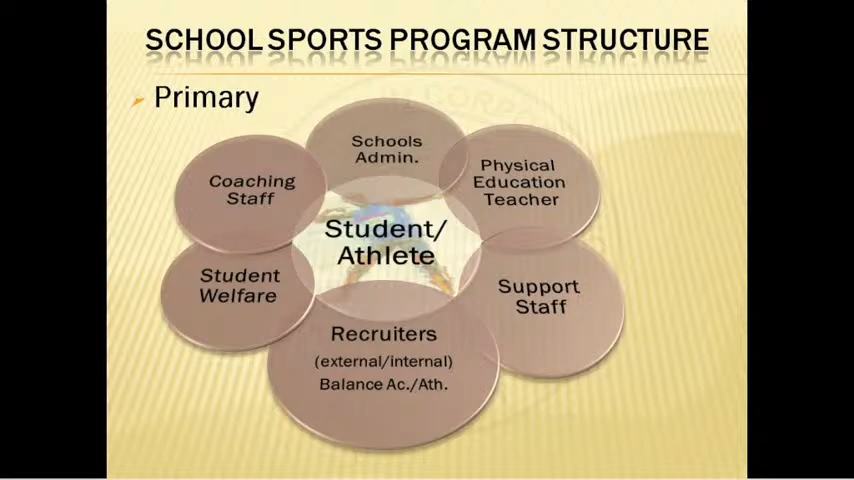 SCHOOL SPORTS PROGRAM STRUCTURE
Primary
Schools
Admin.
Physical
Education
Teacher
Coaching
Staff
Student/
Athlete
Student
Welfare
Support
Staff
Recruiters
(external/internal)
Balance Ac./Ath.